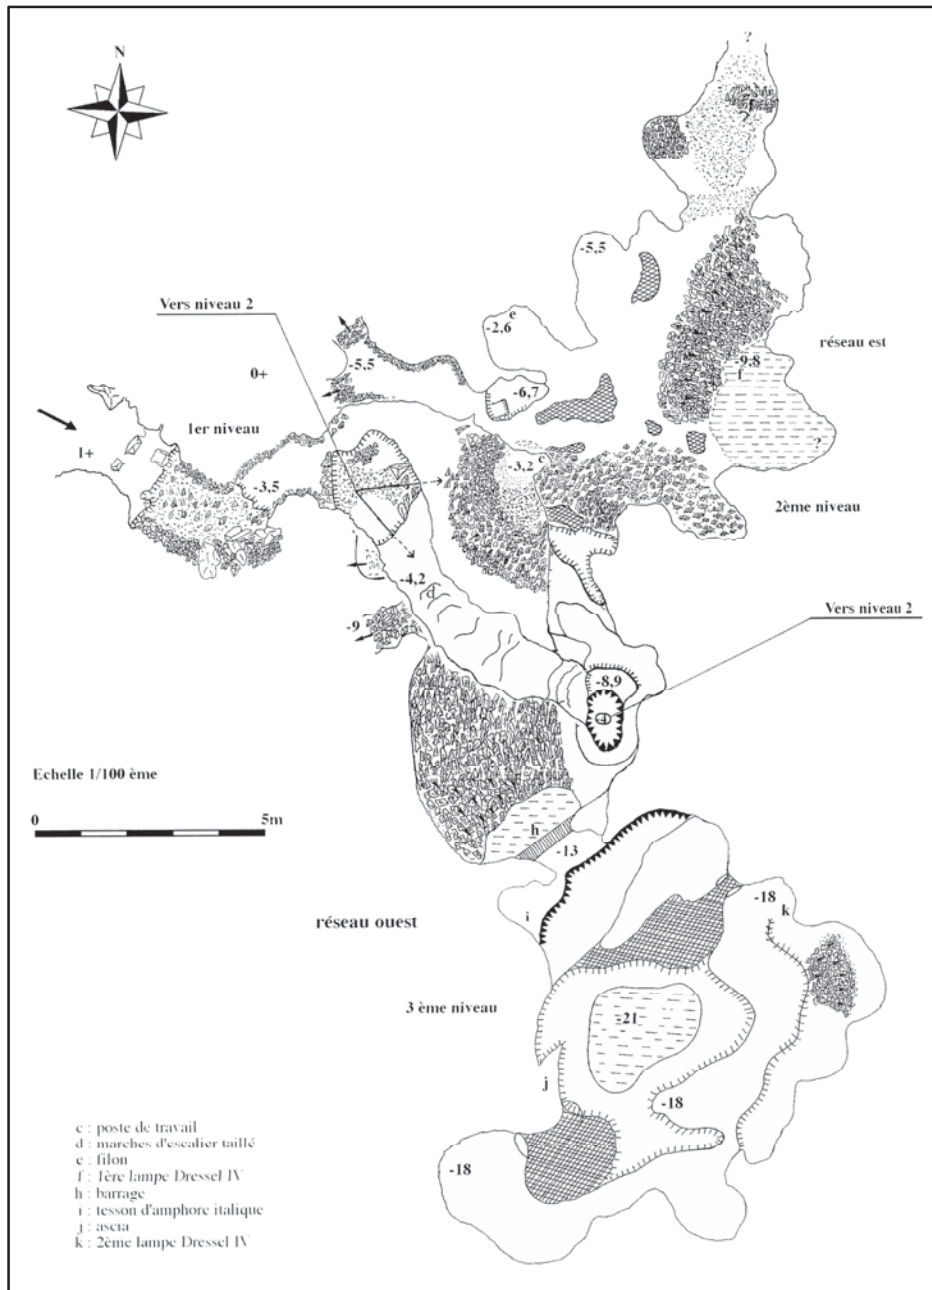 ?
N
?
-5,5
e
-2,6
Vers niveau 2
réseau est
-9,8
f
-5,5
0+
-6,7
1er niveau
1+
?
c
-3,2
-3,5
2ème niveau
-4,2
d
Vers niveau 2
-9
-8,9
Echelle 1/100 ème
0
5m
h
-13
-18
k
i
réseau ouest
3 ème niveau
-21
j
-18
-18
c : poste de travail
d : marches d'escalier taillé
e : filon
f : 1ère lampe Dressel IV
h : barrage
i : tesson d'amphore italique
j : ascia
k : 2ème lampe Dressel IV